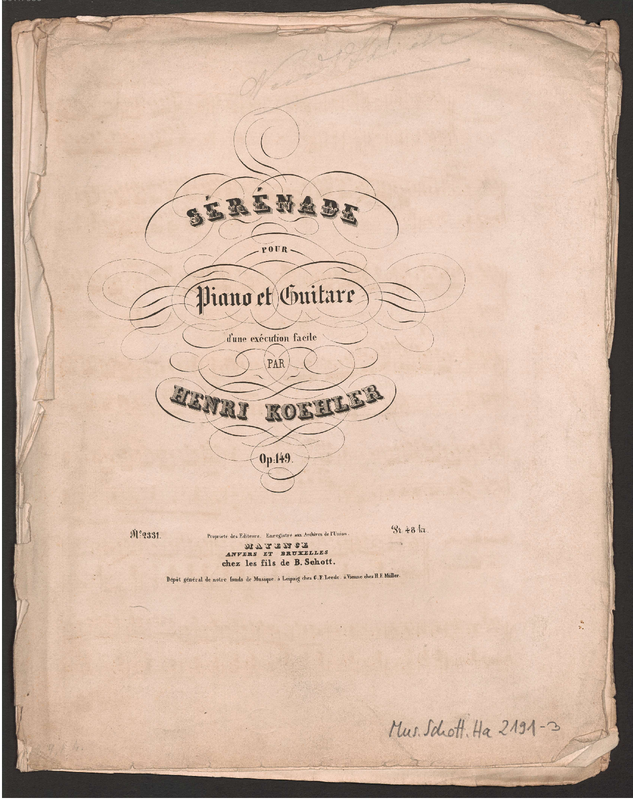 SÉRÉNADE
POUR
Piano et Guitare
d'une exécution facile
PAR
HENRI KOEHLER
Op. 149.
№ 2331. Propriété des Editeurs. Enregistré aux Archives de l'Union. Pr. 48 kr.
MAYENCE
ANVERS ET BRUXELLES
chez les fils de B. Schott.
Dépôt général de notre fonds de Musique à Leipzig chez C. F. Leede à Vienne chez H. F. Müller.
Mus. Schott. Ha 2191-3